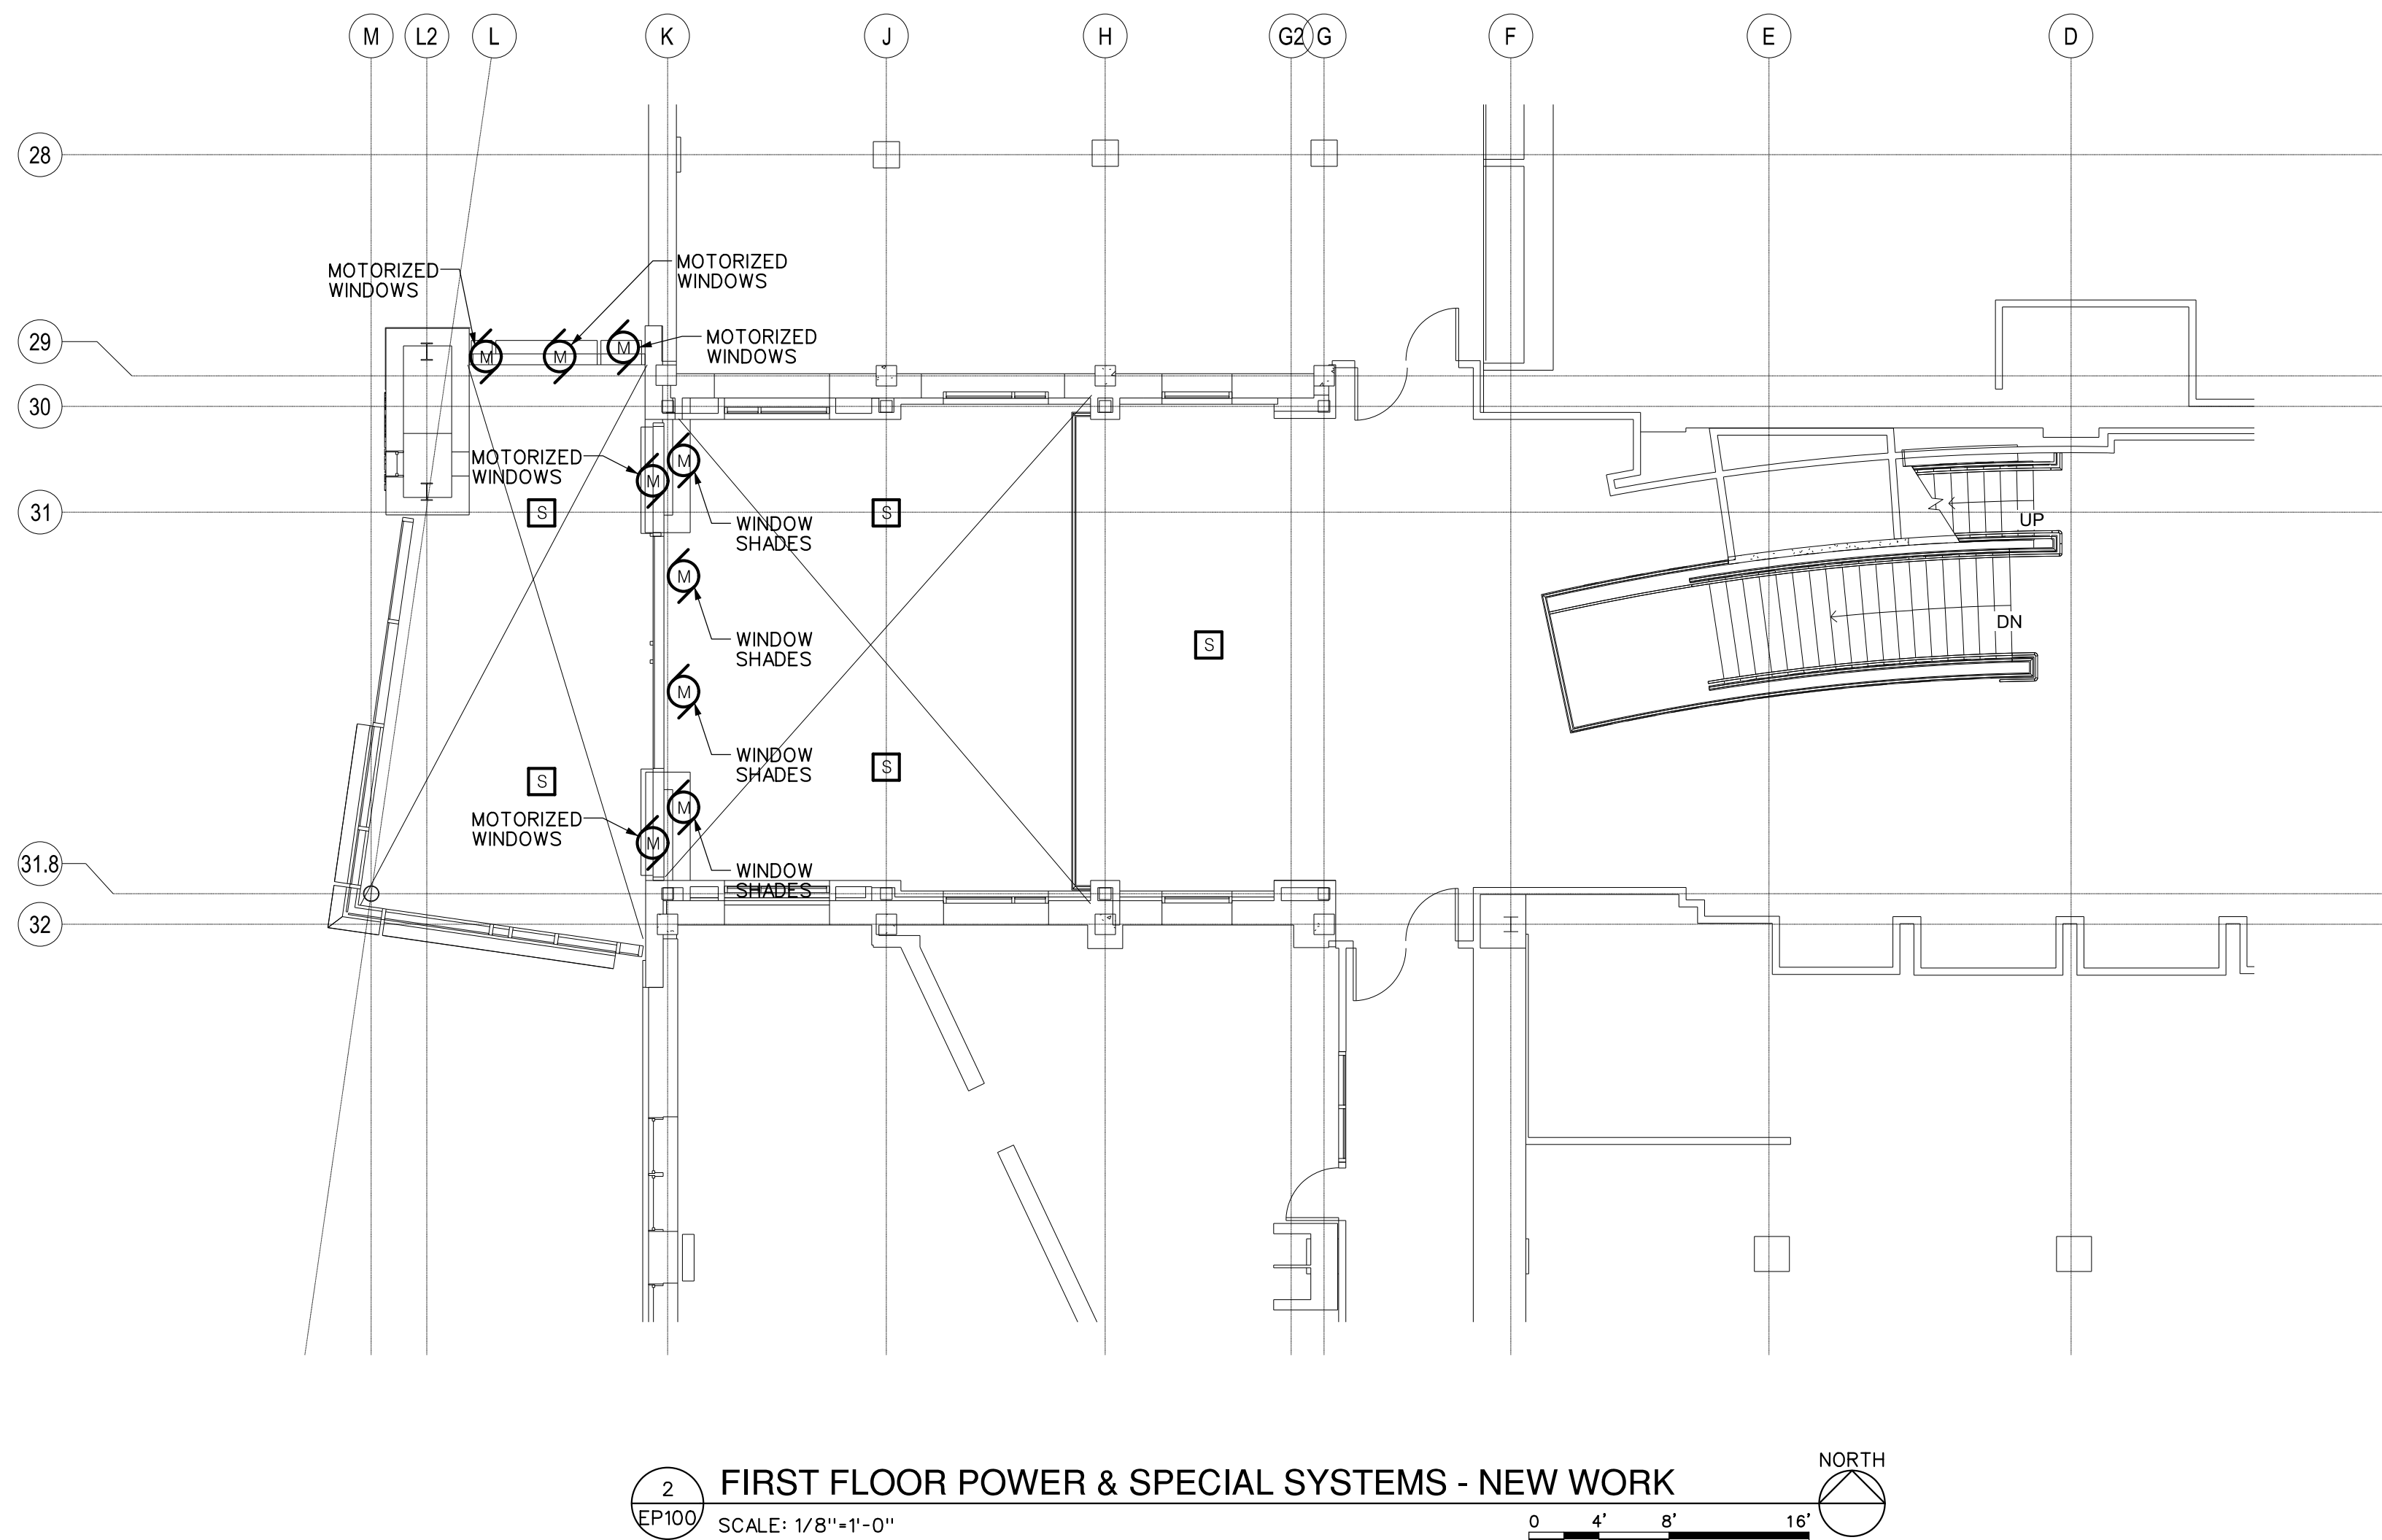 M L2 L K J H G2 G F E D
28
MOTORIZED
WINDOWS
MOTORIZED
WINDOWS
29
MOTORIZED
WINDOWS
M M M
30
MOTORIZED
WINDOWS
M
M
31
S
S
WINDOW
SHADES
UP
M
WINDOW
SHADES
S
DN
M
WINDOW
SHADES
S
S
M
MOTORIZED
WINDOWS
M
31.8
WINDOW
SHADES
32
2
EP100
FIRST FLOOR POWER & SPECIAL SYSTEMS - NEW WORK
SCALE: 1/8"=1'-0"
NORTH
0 4' 8' 16'